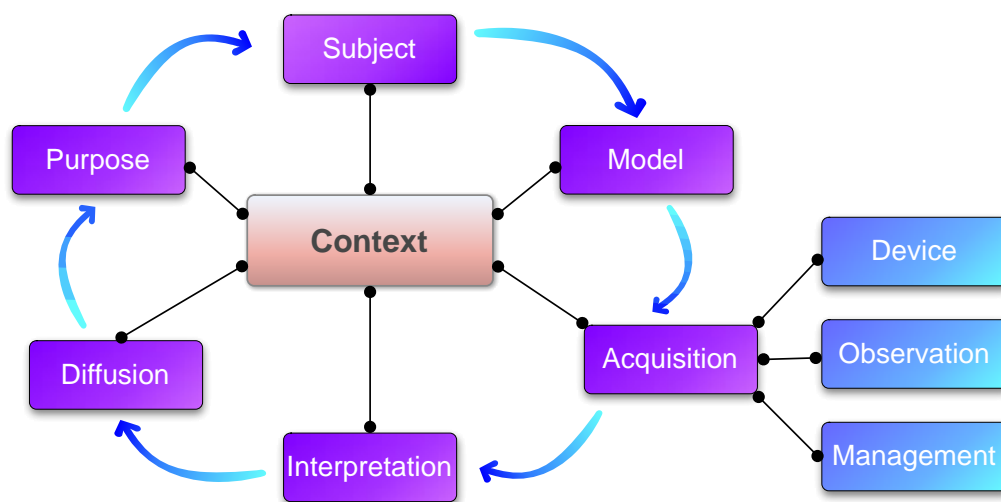 Subject
Purpose
Model
Context
Device
Acquisition
Observation
Diffusion
Interpretation
Management